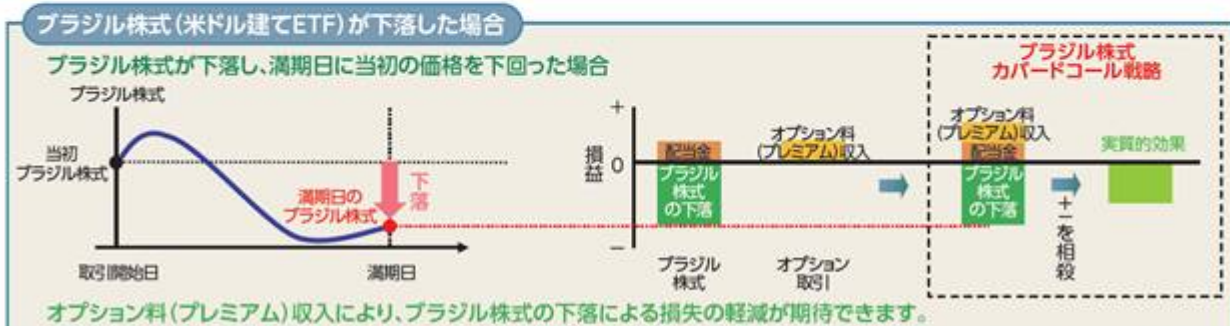 ブラジル株式(米ドル建てETF)が下落した場合
ブラジル株式が下落し、満期日に当初の価格を下回った場合
ブラジル株式
当初
ブラジル株式
満期日の
ブラジル株式
下落
取引開始日
満期日
損益
+
0
−
配当金
ブラジル
株式
の下落
オプション料
(プレミアム)収入
ブラジル
株式
オプション
取引
ブラジル株式
カバードコール戦略
オプション料
(プレミアム)収入
配当金
ブラジル
株式
の下落
+−を相殺
実質的効果
オプション料(プレミアム)収入により、ブラジル株式の下落による損失の軽減が期待できます。